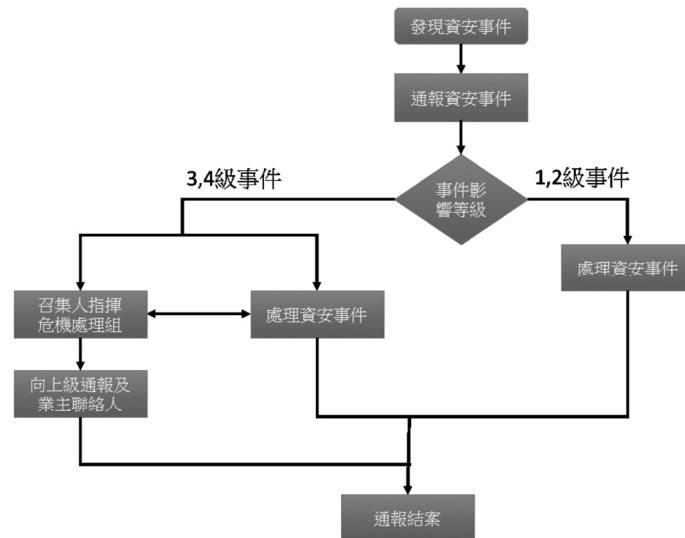 發現資安事件
通報資安事件
3,4級事件
事件影
響等級
1,2級事件
處理資安事件
召集人指揮
危機處理組
處理資安事件
向上級通報及
業主聯絡人
通報結案